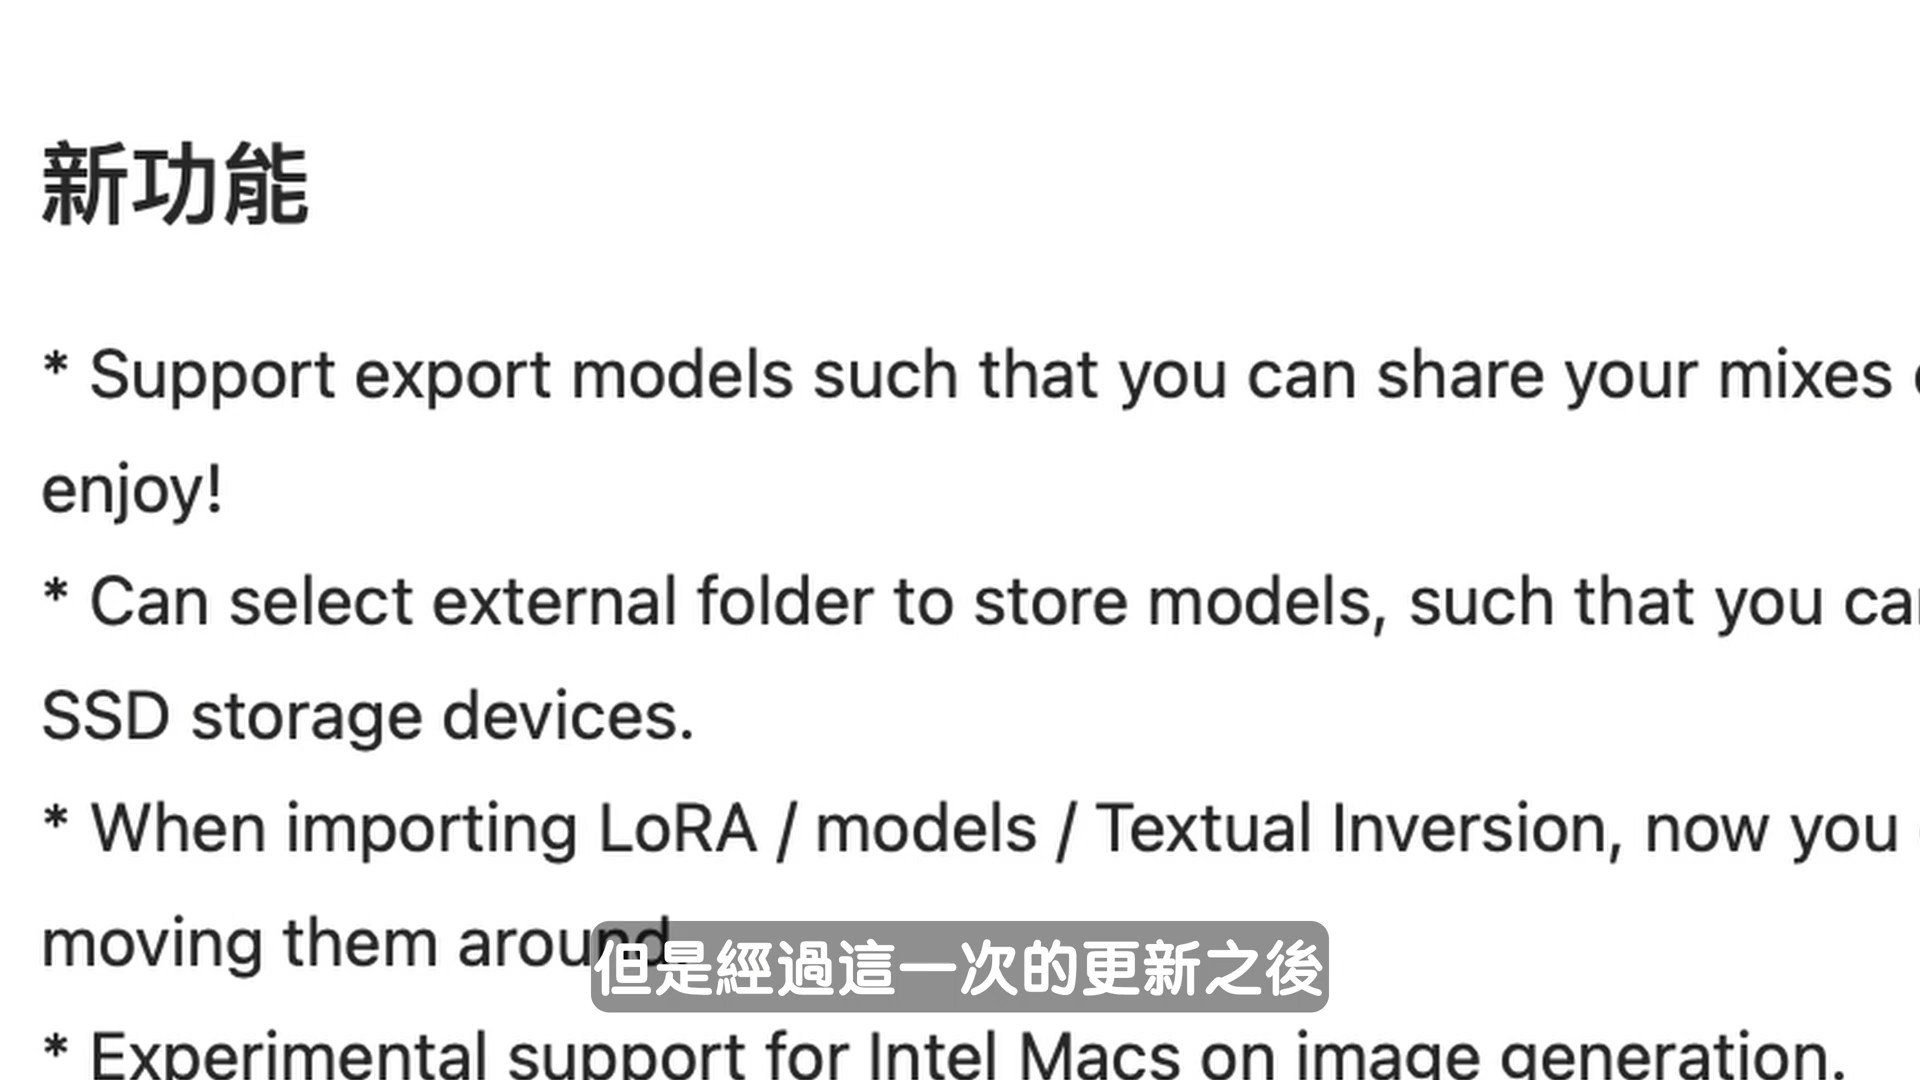 新功能
* Support export models such that you can share your mixes
enjoy!
* Can select external folder to store models, such that you
SSD storage devices.
* When importing LoRA / models / Textual Inversion, now you
moving them around
但是經過這一次的更新之後
* Experimental support for Intel Macs on image generation.